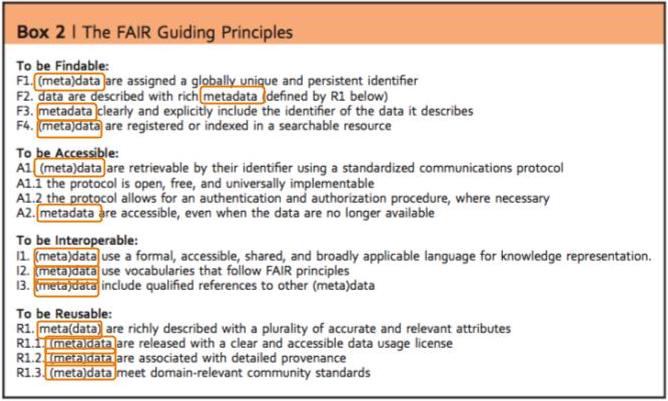 Box 2 | The FAIR Guiding Principles
To be Findable:
F1. (meta)data are assigned a globally unique and persistent identifier
F2. data are described with rich metadata (defined by R1 below)
F3. metadata clearly and explicitly include the identifier of the data it describes
F4. (meta)data are registered or indexed in a searchable resource
To be Accessible:
A1. (meta)data are retrievable by their identifier using a standardized communications protocol
A1.1 the protocol is open, free, and universally implementable
A1.2 the protocol allows for an authentication and authorization procedure, where necessary
A2. metadata are accessible, even when the data are no longer available
To be Interoperable:
I1. (meta)data use a formal, accessible, shared, and broadly applicable language for knowledge representation.
I2. (meta)data use vocabularies that follow FAIR principles
I3. (meta)data include qualified references to other (meta)data
To be Reusable:
R1. meta(data) are richly described with a plurality of accurate and relevant attributes
R1.1. (meta)data are released with a clear and accessible data usage license
R1.2. (meta)data are associated with detailed provenance
R1.3. (meta)data meet domain-relevant community standards